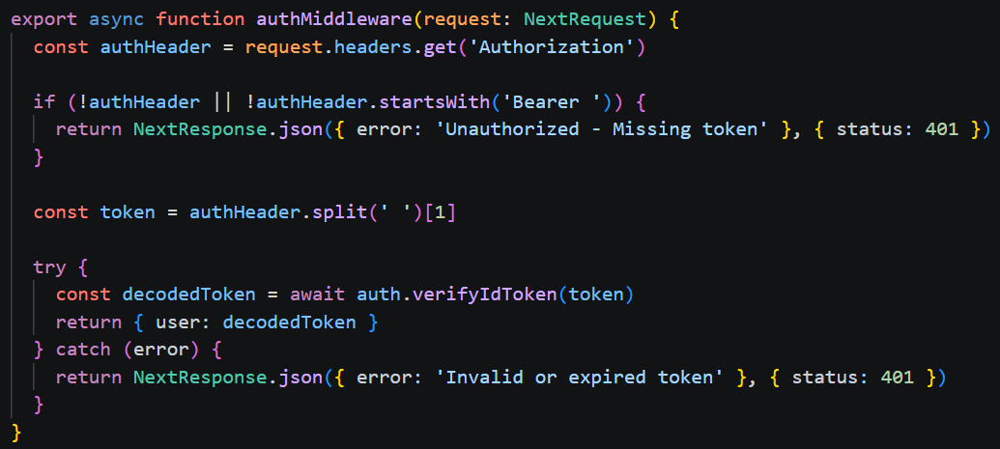 export async function authMiddleware(request: NextRequest) {
  const authHeader = request.headers.get('Authorization')

  if (!authHeader || !authHeader.startsWith('Bearer ')) {
    return NextResponse.json({ error: 'Unauthorized - Missing token' }, { status: 401 })
  }

  const token = authHeader.split(' ')[1]

  try {
    const decodedToken = await auth.verifyIdToken(token)
    return { user: decodedToken }
  } catch (error) {
    return NextResponse.json({ error: 'Invalid or expired token' }, { status: 401 })
  }
}